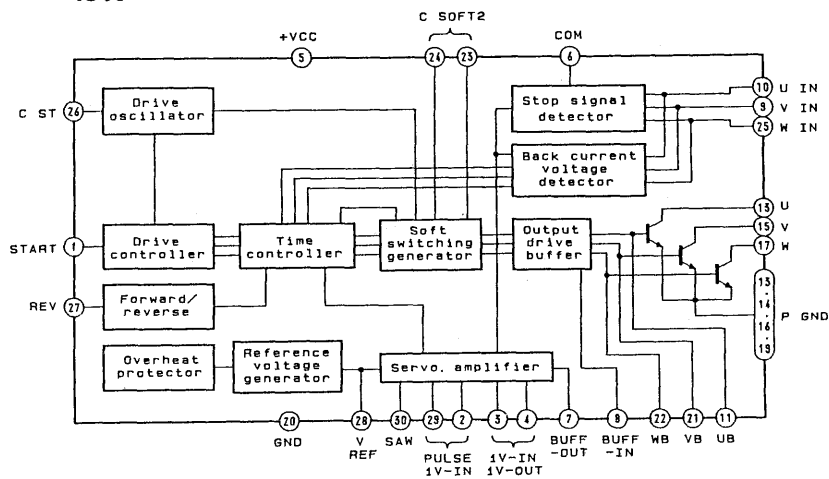 C SOFT2
+VCC
COM
5
24
23
6
10 U IN
9 V IN
25 W IN
C ST 26
Drive
oscillator
Stop signal
detector
Back current
voltage
detector
13 U
15 V
17 W
START 1
Drive
controller
Time
controller
Soft
switching
generator
Output
drive
buffer
REV 27
Forward/
reverse
13
14
16
19
P GND
Overheat
protector
Reference
voltage
generator
Servo. amplifier
20
28
30
29
2
3
4
7
8
22
21
11
GND
V
REF
SAW
PULSE
1V-IN
1V-IN
1V-OUT
BUFF
-OUT
BUFF
-IN
WB
VB
UB